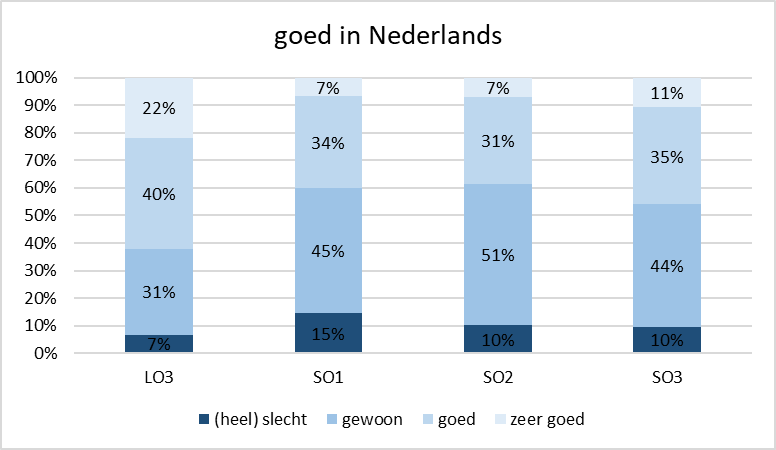 goed in Nederlands
100%
90%
80%
70%
60%
50%
40%
30%
20%
10%
0%
22% 7% 7% 11%
40% 34% 31% 35%
31% 45% 51% 44%
7% 15% 10% 10%
LO3 SO1 SO2 SO3
(heel) slecht gewoon goed zeer goed